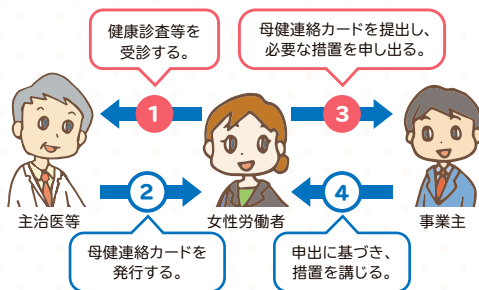 健康診査等を
受診する。
母健連絡カードを提出し、
必要な措置を申し出る。
1
3
2
4
主治医等
女性労働者
事業主
母健連絡カードを
発行する。
申出に基づき、
措置を講じる。